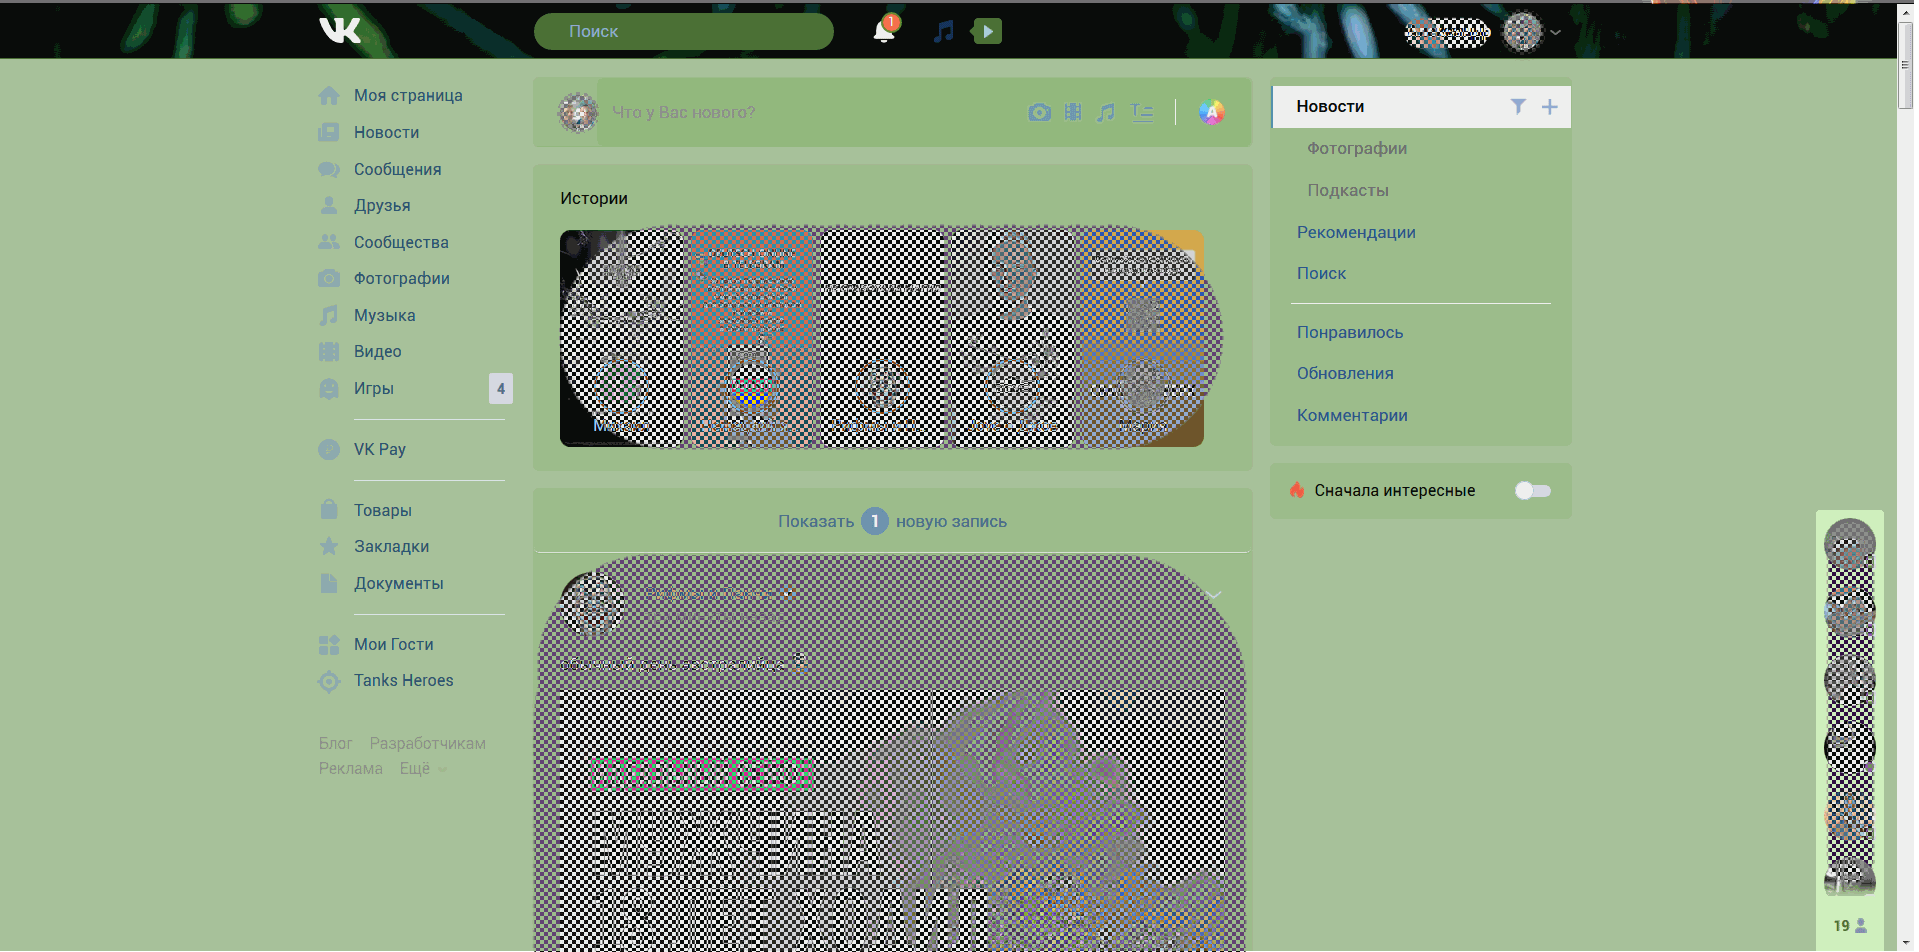 VK
Поиск
1
Моя страница
Новости
Сообщения
Друзья
Сообщества
Фотографии
Музыка
Видео
Игры 4
VK Pay
Товары
Закладки
Документы
Мои Гости
Tanks Heroes
Блог Разработчикам
Реклама Ещё
Что у Вас нового?
Истории
Показать 1 новую запись
Новости
Фотографии
Подкасты
Рекомендации
Поиск
Понравилось
Обновления
Комментарии
Сначала интересные
19